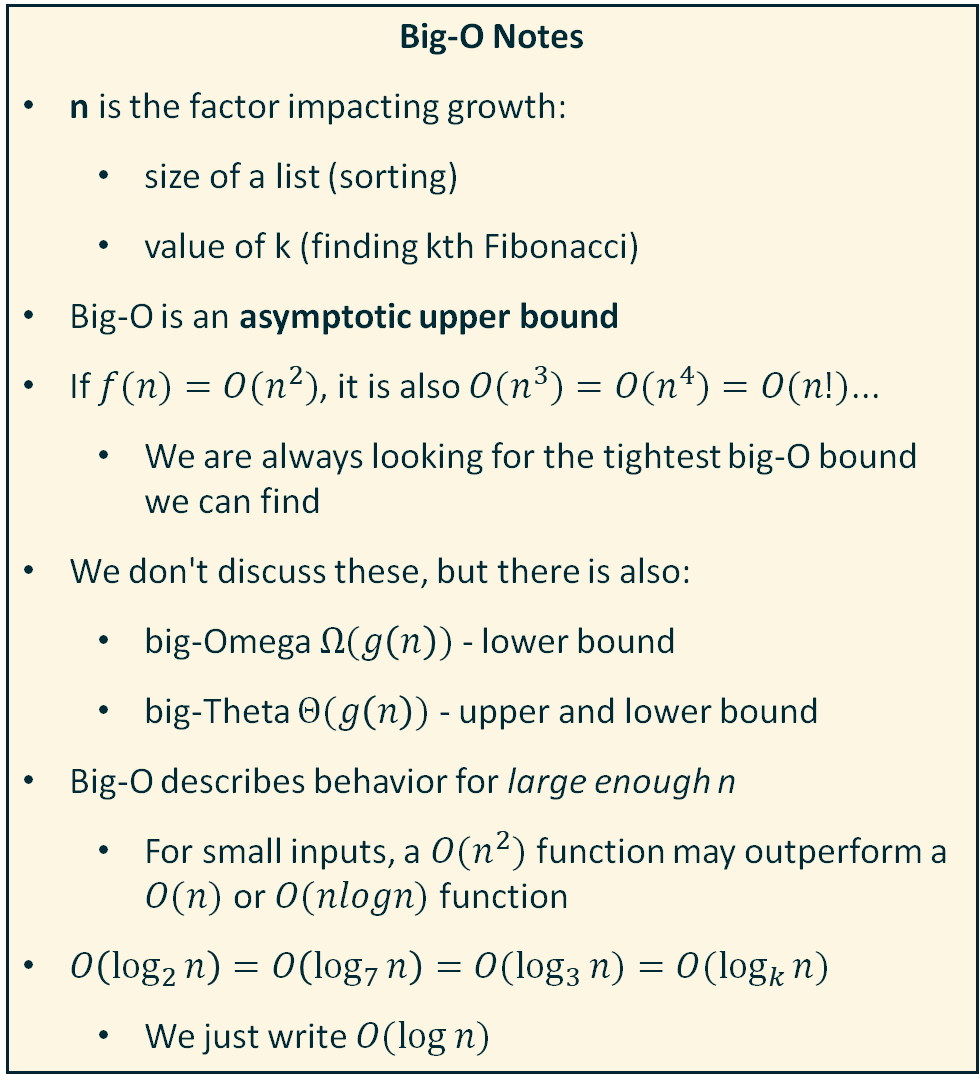 Big-O Notes
• n is the factor impacting growth:
• size of a list (sorting)
• value of k (finding kth Fibonacci)
• Big-O is an asymptotic upper bound
• If f(n) = O(n²), it is also O(n³) = O(n⁴) = O(n!)...
• We are always looking for the tightest big-O bound
we can find
• We don't discuss these, but there is also:
• big-Omega Ω(g(n)) - lower bound
• big-Theta Θ(g(n)) - upper and lower bound
• Big-O describes behavior for large enough n
• For small inputs, a O(n²) function may outperform a
O(n) or O(nlogn) function
• O(log₂ n) = O(log₇ n) = O(log₃ n) = O(logₖ n)
• We just write O(log n)